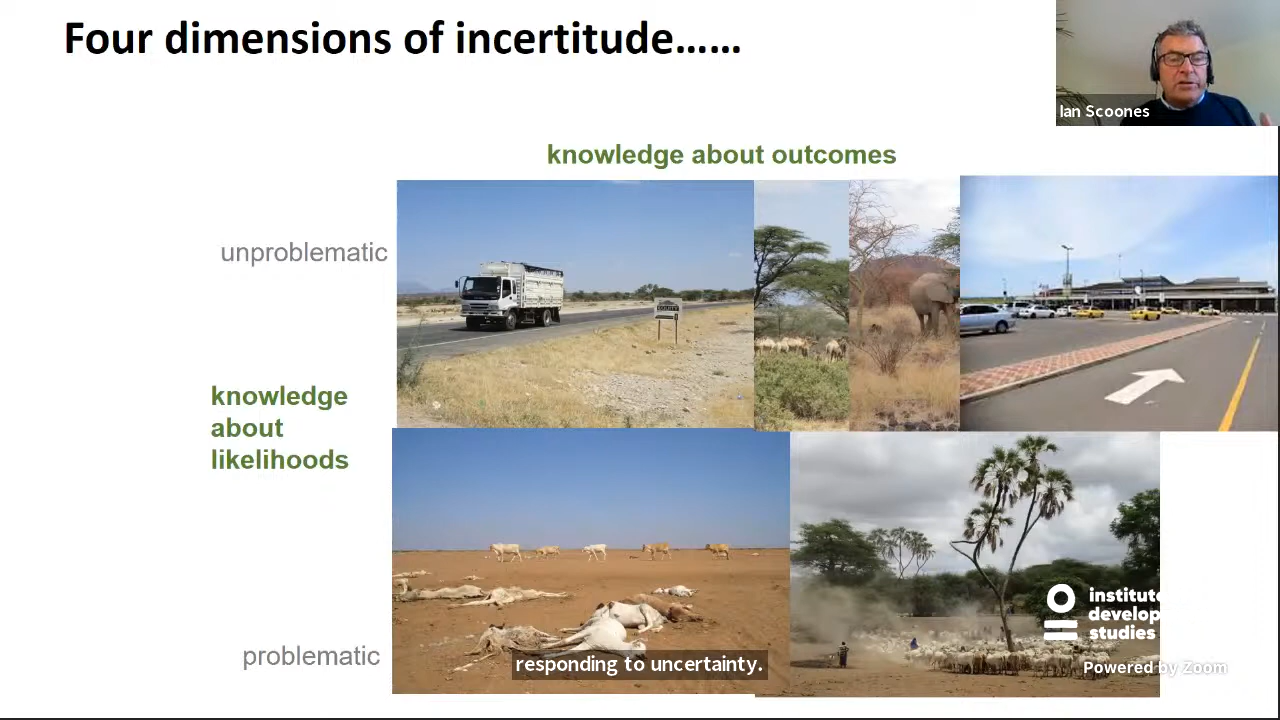 Four dimensions of incertitude……
Ian Scoones
knowledge about outcomes
unproblematic
knowledge
about
likelihoods
problematic
responding to uncertainty.
institute
develop
studies
Powered by Zoom